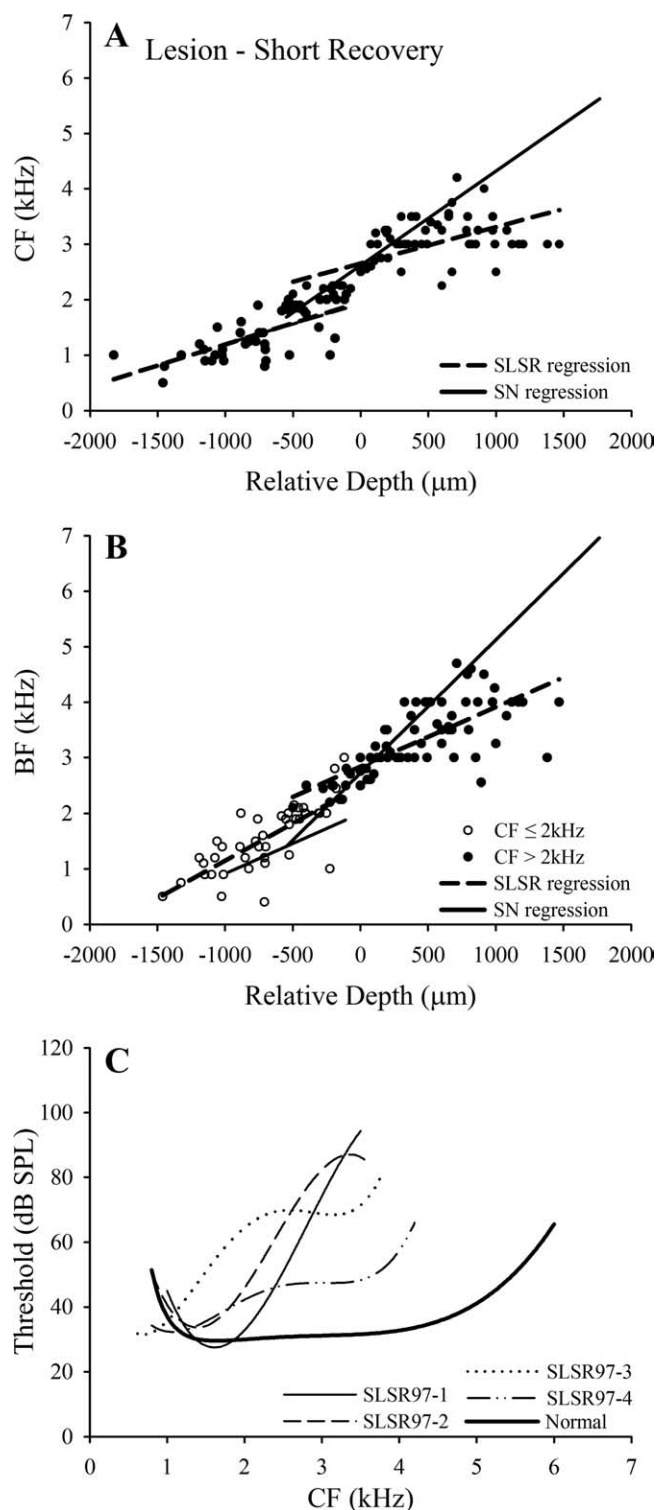 A Lesion - Short Recovery
7
6
5
4
3
2
1
0
CF (kHz)
SLSR regression
SN regression
-2000 -1500 -1000 -500 0 500 1000 1500 2000
Relative Depth (µm)
B
7
6
5
4
3
2
1
0
BF (kHz)
CF ≤ 2kHz
CF > 2kHz
SLSR regression
SN regression
-2000 -1500 -1000 -500 0 500 1000 1500 2000
Relative Depth (µm)
C
120
100
80
60
40
20
0
Threshold (dB SPL)
SLSR97-1
SLSR97-2
SLSR97-3
SLSR97-4
Normal
0 1 2 3 4 5 6 7
CF (kHz)